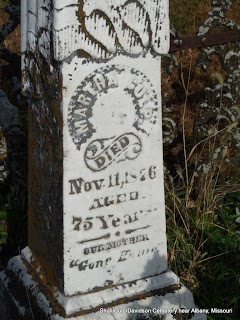 DIED
Nov. 11, 1876
AGED
75 Years
OUR MOTHER
"Gone Home
Davidson Cemetery near Albany, Missouri